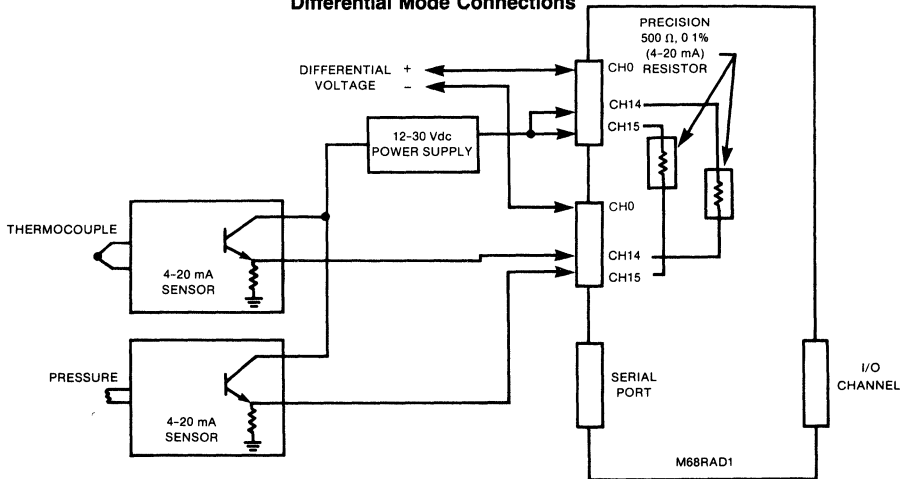 Differential Mode Connections
PRECISION
500 Ω, 0 1%
(4-20 mA)
RESISTOR
DIFFERENTIAL +
VOLTAGE –
CH0
CH14
CH15
12-30 Vdc
POWER SUPPLY
CH0
CH14
CH15
THERMOCOUPLE
4-20 mA
SENSOR
PRESSURE
4-20 mA
SENSOR
SERIAL
PORT
I/O
CHANNEL
M68RAD1